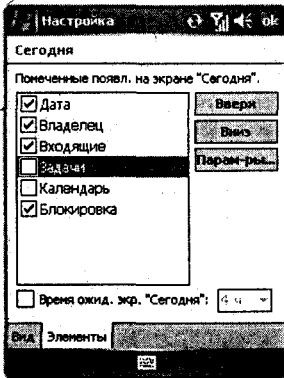 Настройка ok
Сегодня
Помеченные появл. на экране "Сегодня".
Дата
Владелец
Входящие
Задачи
Календарь
Блокировка
Вверх
Вниз
Парам-ры...
Время ожид. экр. "Сегодня": 4 ч
Вид Элементы